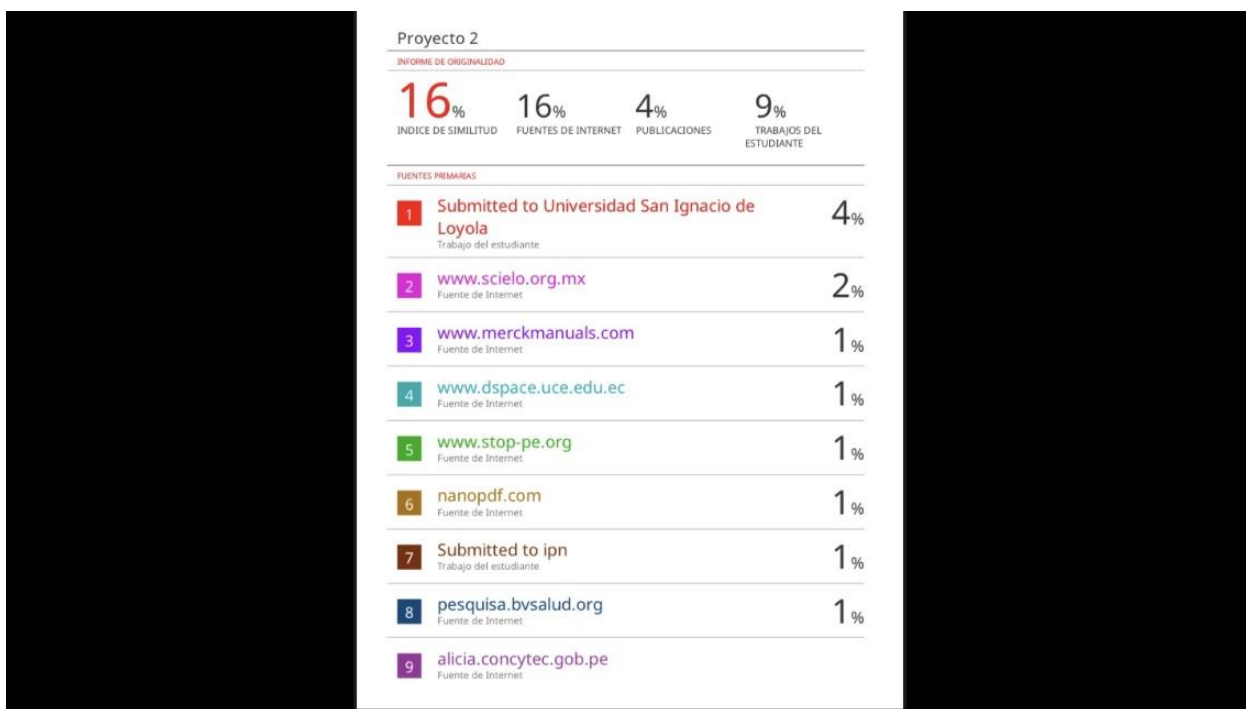 Proyecto 2
INFORME DE ORIGINALIDAD
16%
INDICE DE SIMILITUD
16%
FUENTES DE INTERNET
4%
PUBLICACIONES
9%
TRABAJOS DEL
ESTUDIANTE
FUENTES PRIMARIAS
1
Submitted to Universidad San Ignacio de
Loyola
Trabajo del estudiante
4%
2
www.scielo.org.mx
Fuente de Internet
2%
3
www.merckmanuals.com
Fuente de Internet
1%
4
www.dspace.uce.edu.ec
Fuente de Internet
1%
5
www.stop-pe.org
Fuente de Internet
1%
6
nanopdf.com
Fuente de Internet
1%
7
Submitted to ipn
Trabajo del estudiante
1%
8
pesquisa.bvsalud.org
Fuente de Internet
1%
9
alicia.concytec.gob.pe
Fuente de Internet